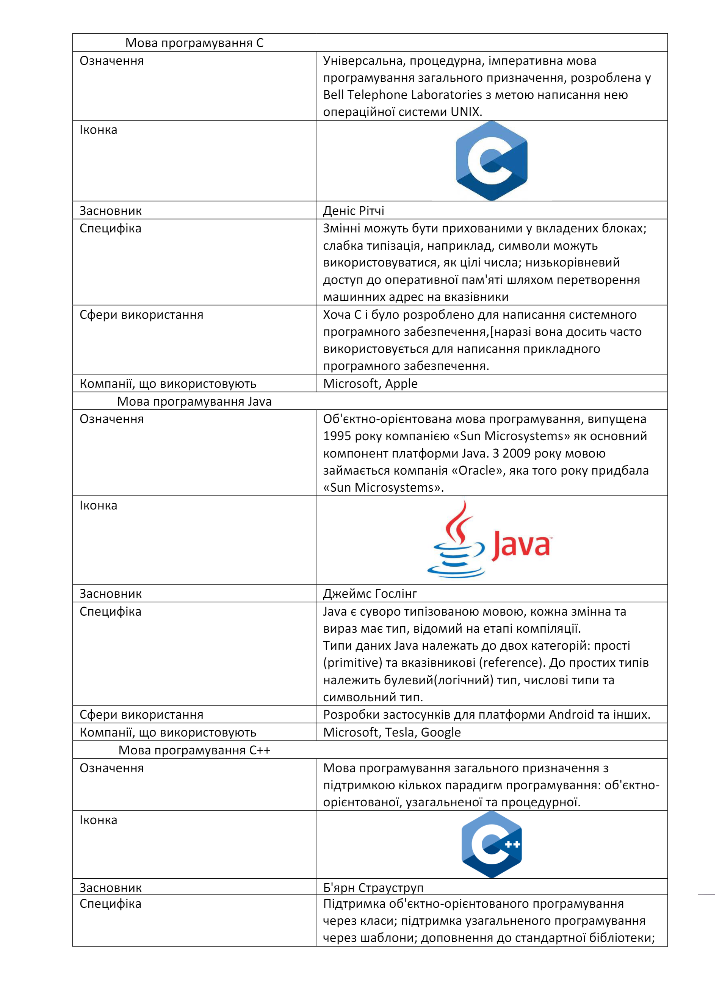 Мова програмування C
Означення
Універсальна, процедурна, імперативна мова
програмування загального призначення, розроблена у
Bell Telephone Laboratories з метою написання нею
операційної системи UNIX.
Іконка
C
Засновник
Деніс Рітчі
Специфіка
Змінні можуть бути прихованими у вкладених блоках;
слабка типізація, наприклад, символи можуть
використовуватися, як цілі числа; низькорівневий
доступ до оперативної пам'яті шляхом перетворення
машинних адрес на вказівники
Сфери використання
Хоча C і було розроблено для написання системного
програмного забезпечення,[наразі вона досить часто
використовується для написання прикладного
програмного забезпечення.
Компанії, що використовують
Microsoft, Apple
Мова програмування Java
Означення
Об'єктно-орієнтована мова програмування, випущена
1995 року компанією «Sun Microsystems» як основний
компонент платформи Java. З 2009 року мовою
займається компанія «Oracle», яка того року придбала
«Sun Microsystems».
Іконка
Java
Засновник
Джеймс Гослінг
Специфіка
Java є суворо типізованою мовою, кожна змінна та
вираз має тип, відомий на етапі компіляції.
Типи даних Java належать до двох категорій: прості
(primitive) та вказівникові (reference). До простих типів
належить булевий(логічний) тип, числові типи та
символьний тип.
Сфери використання
Розробки застосунків для платформи Android та інших.
Компанії, що використовують
Microsoft, Tesla, Google
Мова програмування C++
Означення
Мова програмування загального призначення з
підтримкою кількох парадигм програмування: об'єктно-
орієнтованої, узагальненої та процедурної.
Іконка
C++
Засновник
Б'ярн Страуструп
Специфіка
Підтримка об'єктно-орієнтованого програмування
через класи; підтримка узагальненого програмування
через шаблони; доповнення до стандартної бібліотеки;